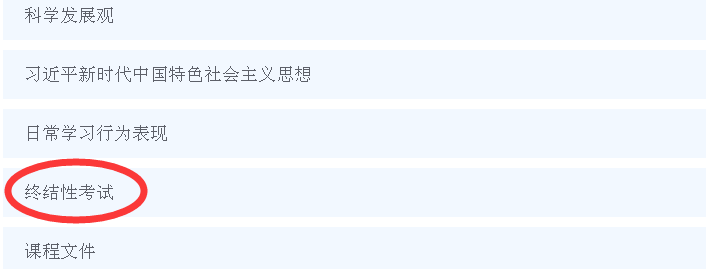 科学发展观
习近平新时代中国特色社会主义思想
日常学习行为表现
终结性考试
课程文件